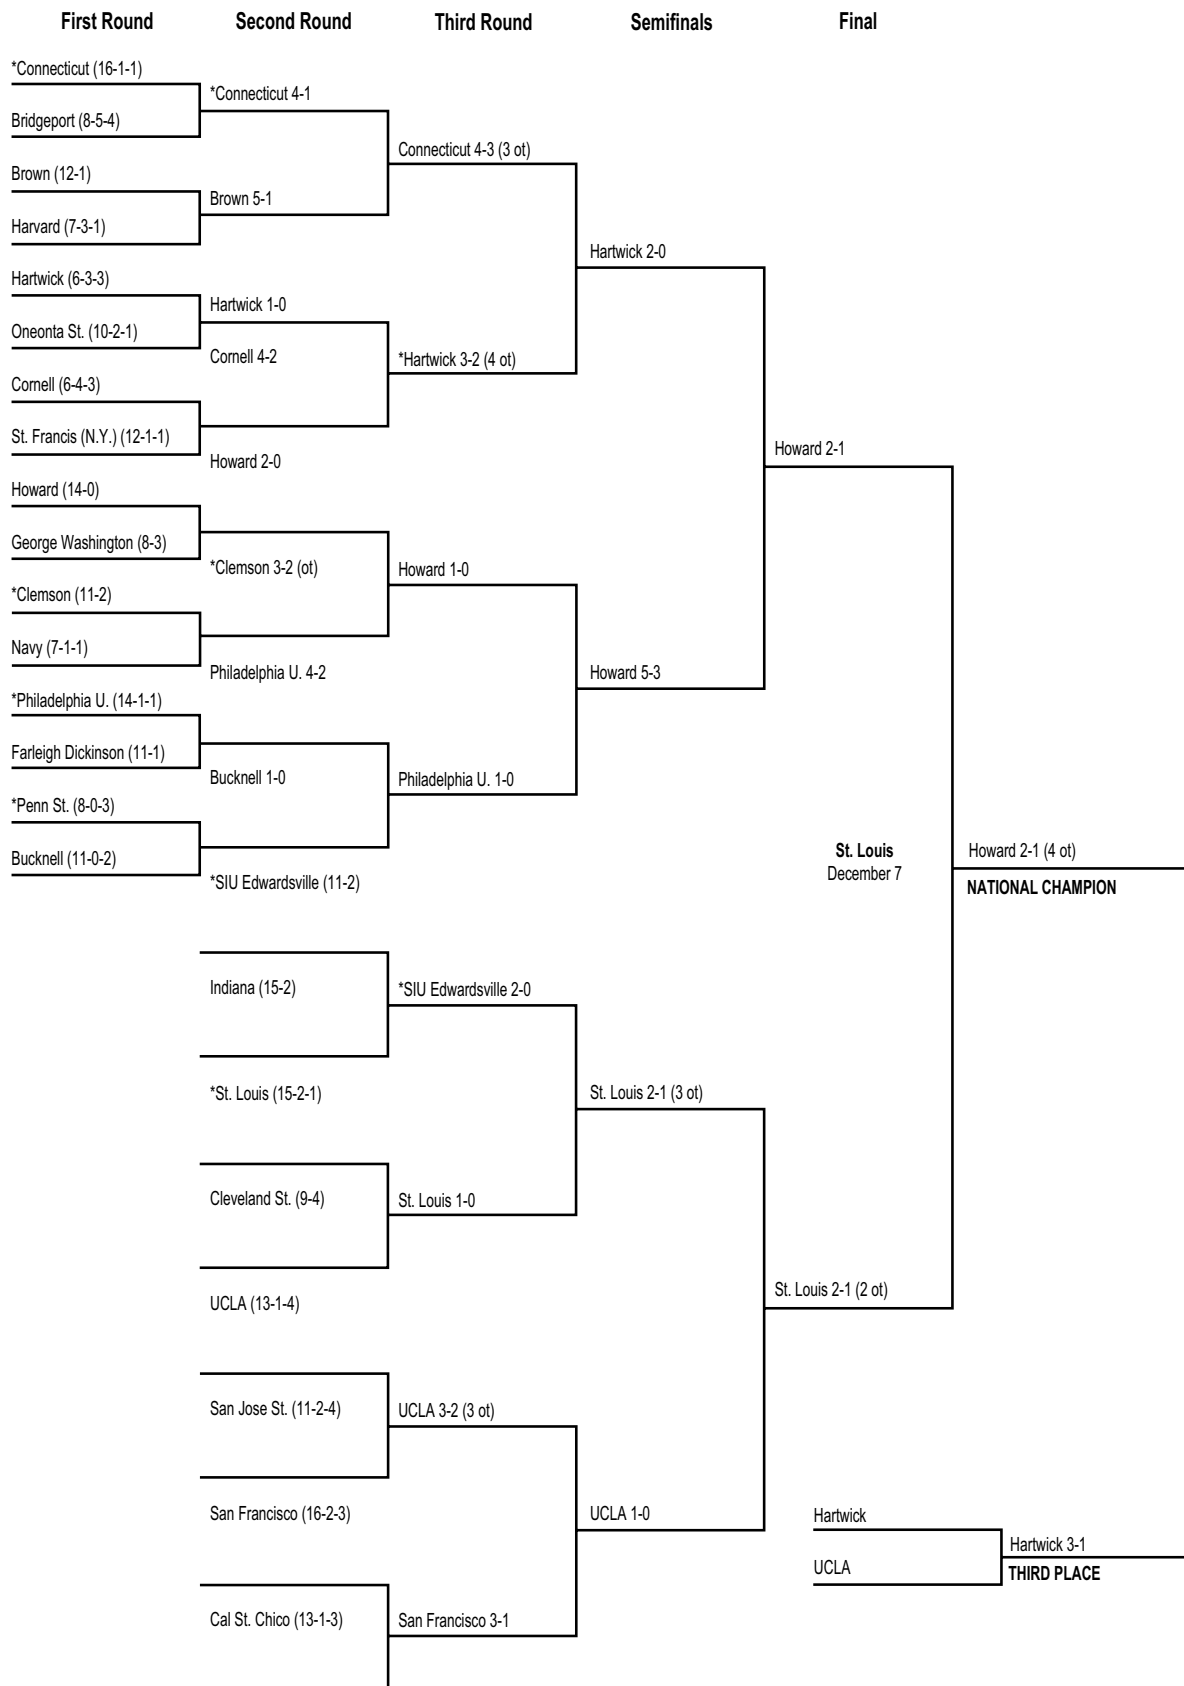 First Round
Second Round
Third Round
Semifinals
Final
*Connecticut (16-1-1)
Bridgeport (8-5-4)
Brown (12-1)
Harvard (7-3-1)
Hartwick (6-3-3)
Oneonta St. (10-2-1)
Cornell (6-4-3)
St. Francis (N.Y.) (12-1-1)
Howard (14-0)
George Washington (8-3)
*Clemson (11-2)
Navy (7-1-1)
*Philadelphia U. (14-1-1)
Farleigh Dickinson (11-1)
*Penn St. (8-0-3)
Bucknell (11-0-2)
*Connecticut 4-1
Brown 5-1
Hartwick 1-0
Cornell 4-2
Howard 2-0
*Clemson 3-2 (ot)
Philadelphia U. 4-2
Bucknell 1-0
*SIU Edwardsville (11-2)
Indiana (15-2)
*St. Louis (15-2-1)
Cleveland St. (9-4)
UCLA (13-1-4)
San Jose St. (11-2-4)
San Francisco (16-2-3)
Cal St. Chico (13-1-3)
Connecticut 4-3 (3 ot)
*Hartwick 3-2 (4 ot)
Howard 1-0
Philadelphia U. 1-0
*SIU Edwardsville 2-0
St. Louis 1-0
UCLA 3-2 (3 ot)
San Francisco 3-1
Hartwick 2-0
Howard 5-3
St. Louis 2-1 (3 ot)
UCLA 1-0
Howard 2-1
St. Louis 2-1 (2 ot)
St. Louis
December 7
Howard 2-1 (4 ot)
NATIONAL CHAMPION
Hartwick
UCLA
Hartwick 3-1
THIRD PLACE